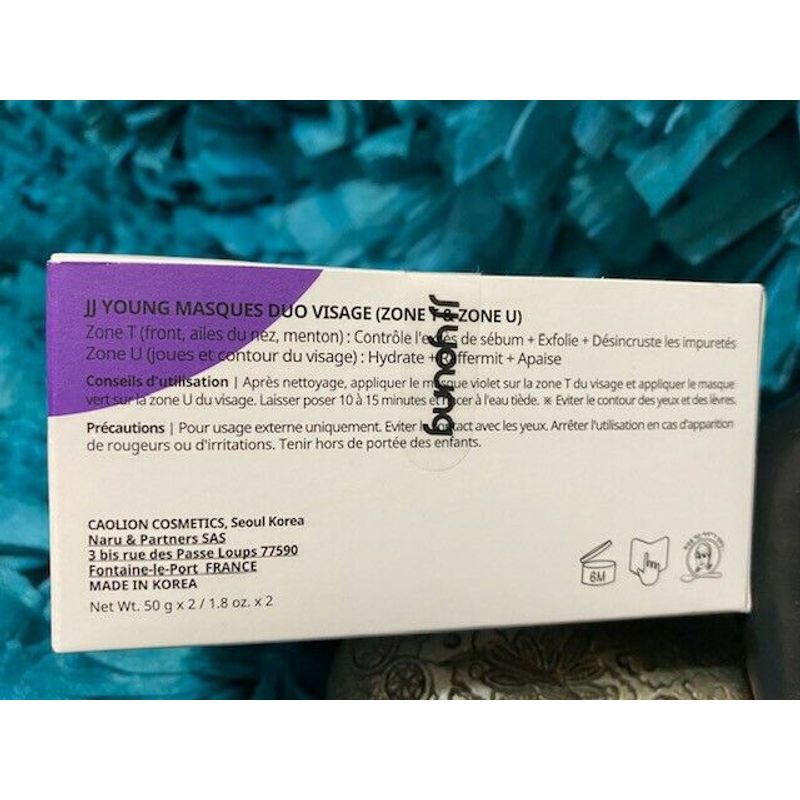 JJ YOUNG MASQUES DUO VISAGE (ZONE T & ZONE U)
Zone T (front, ailes du nez, menton) : Contrôle l'excès de sébum + Exfolie + Désincruste les impuretés
Zone U (joues et contour du visage) : Hydrate + Raffermit + Apaise
Conseils d'utilisation | Après nettoyage, appliquer le masque violet sur la zone T du visage et appliquer le masque
vert sur la zone U du visage. Laisser poser 10 à 15 minutes et rincer à l'eau tiède. ※ Eviter le contour des yeux et des lèvres.
Précautions | Pour usage externe uniquement. Eviter le contact avec les yeux. Arrêter l'utilisation en cas d'apparition
de rougeurs ou d'irritations. Tenir hors de portée des enfants.
JJ young
CAOLION COSMETICS, Seoul Korea
Naru & Partners SAS
3 bis rue des Passe Loups 77590
Fontaine-le-Port FRANCE
MADE IN KOREA
Net Wt. 50 g x 2 / 1.8 oz. x 2
6M